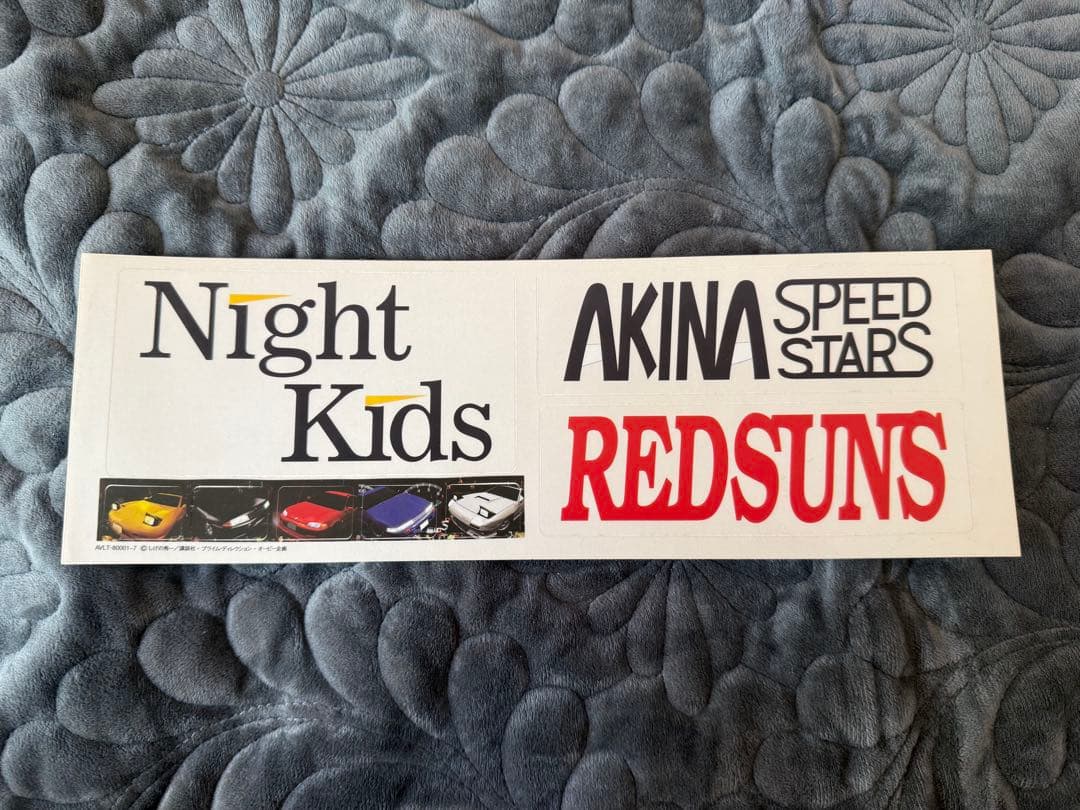 Night
Kids
AKINA SPEED
STARS
REDSUNS
AVLT-80001~7 ©しげの秀一／講談社・プライム・ディレクション・オービー企画